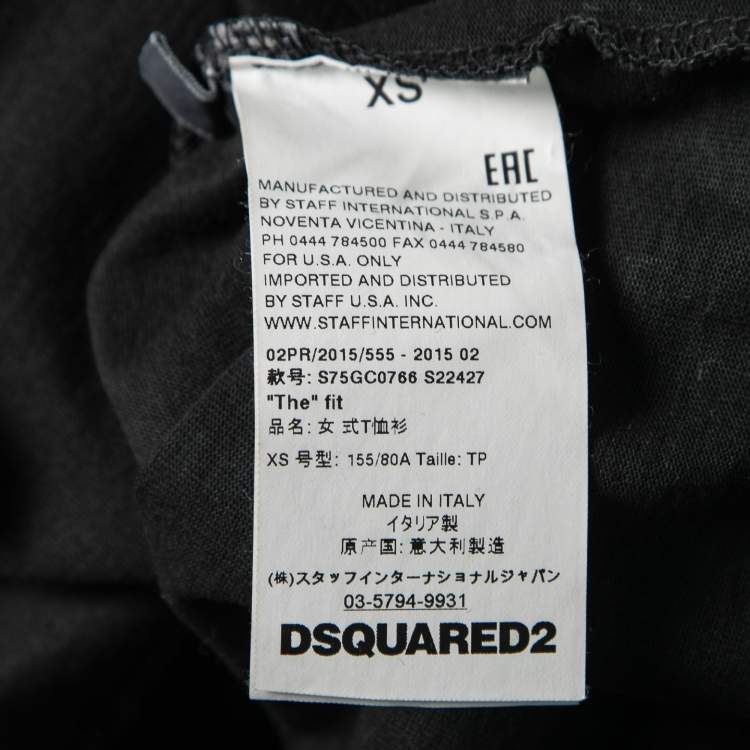 XS
EAC
MANUFACTURED AND DISTRIBUTED
BY STAFF INTERNATIONAL S.P.A.
NOVENTA VICENTINA - ITALY
PH 0444 784500 FAX 0444 784580
FOR U.S.A. ONLY
IMPORTED AND DISTRIBUTED
BY STAFF U.S.A. INC.
WWW.STAFFINTERNATIONAL.COM
02PR/2015/555 - 2015 02
款号: S75GC0766 S22427
"The" fit
品名: 女 式T恤衫
XS 号型: 155/80A Taille: TP
MADE IN ITALY
イタリア製
原产国: 意大利製造
(株)スタッフインターナショナルジャパン
03-5794-9931
DSQUARED2